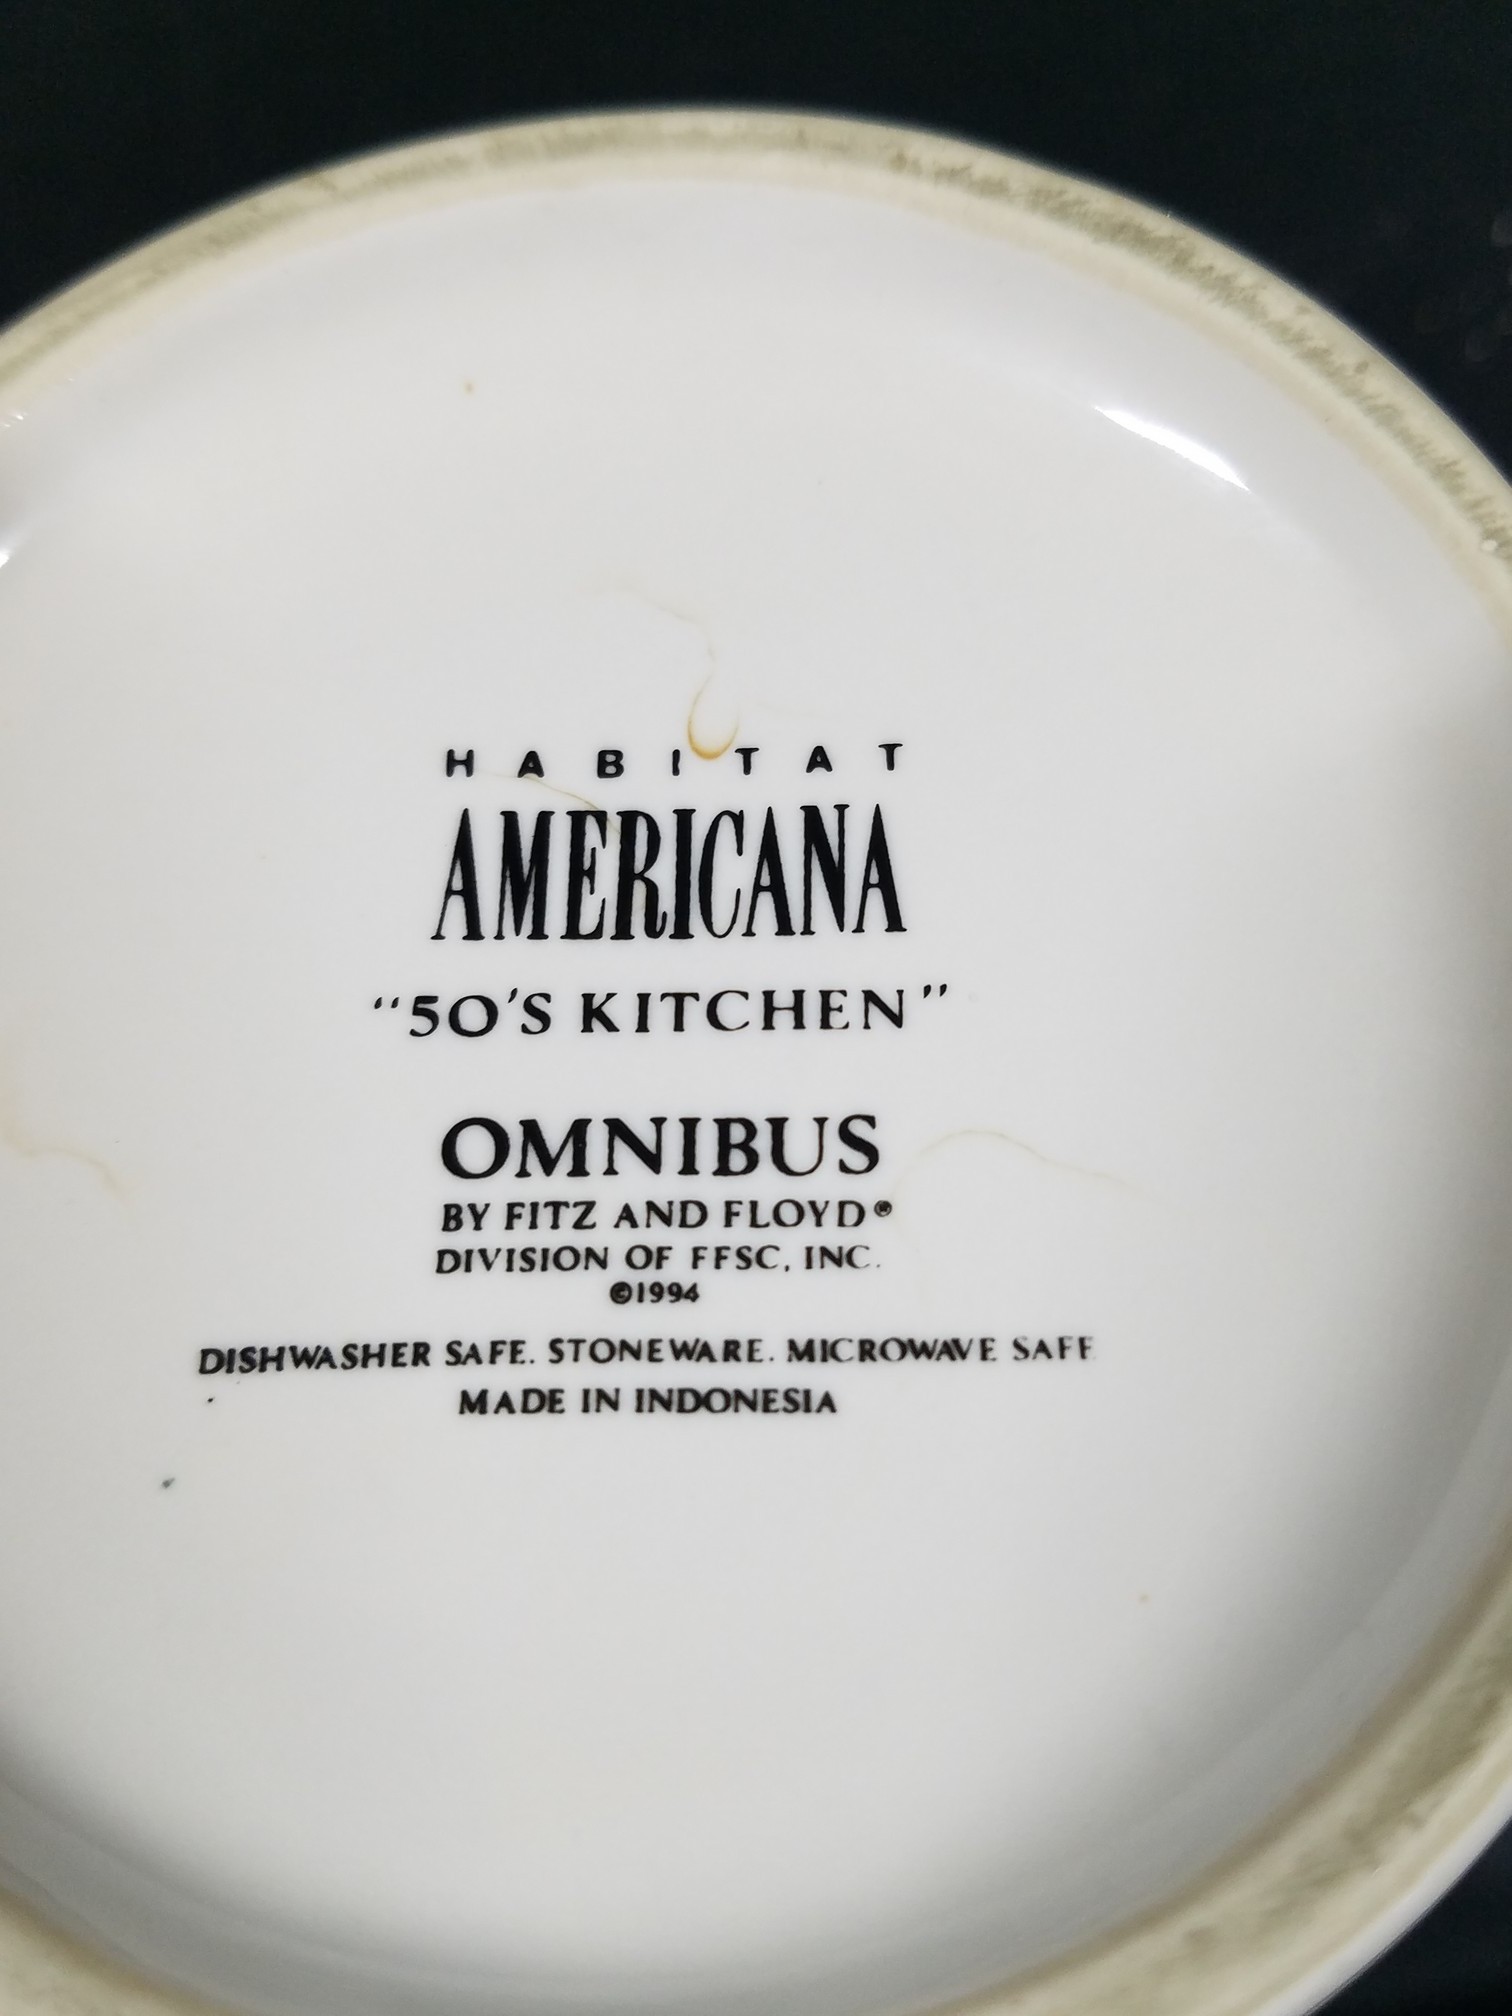 HABITAT
AMERICANA
"50'S KITCHEN"
OMNIBUS
BY FITZ AND FLOYD®
DIVISION OF FFSC, INC.
©1994
DISHWASHER SAFE. STONEWARE. MICROWAVE SAFE
MADE IN INDONESIA